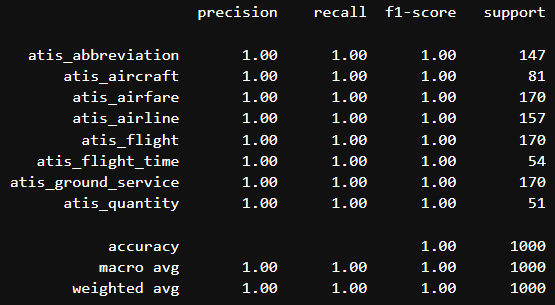 precision recall f1-score support
atis_abbreviation 1.00 1.00 1.00 147
atis_aircraft 1.00 1.00 1.00 81
atis_airfare 1.00 1.00 1.00 170
atis_airline 1.00 1.00 1.00 157
atis_flight 1.00 1.00 1.00 170
atis_flight_time 1.00 1.00 1.00 54
atis_ground_service 1.00 1.00 1.00 170
atis_quantity 1.00 1.00 1.00 51
accuracy 1.00 1000
macro avg 1.00 1.00 1.00 1000
weighted avg 1.00 1.00 1.00 1000